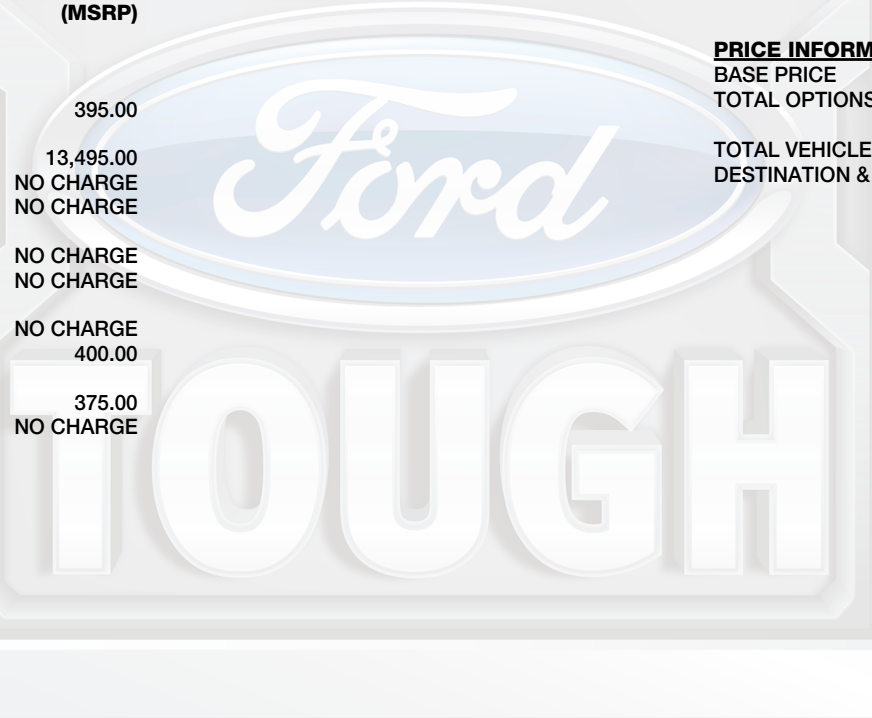 (MSRP)
395.00
13,495.00
NO CHARGE
NO CHARGE
NO CHARGE
NO CHARGE
NO CHARGE
400.00
375.00
NO CHARGE
PRICE INFORM
BASE PRICE
TOTAL OPTIONS
TOTAL VEHICLE
DESTINATION &
Ford
TOUGH